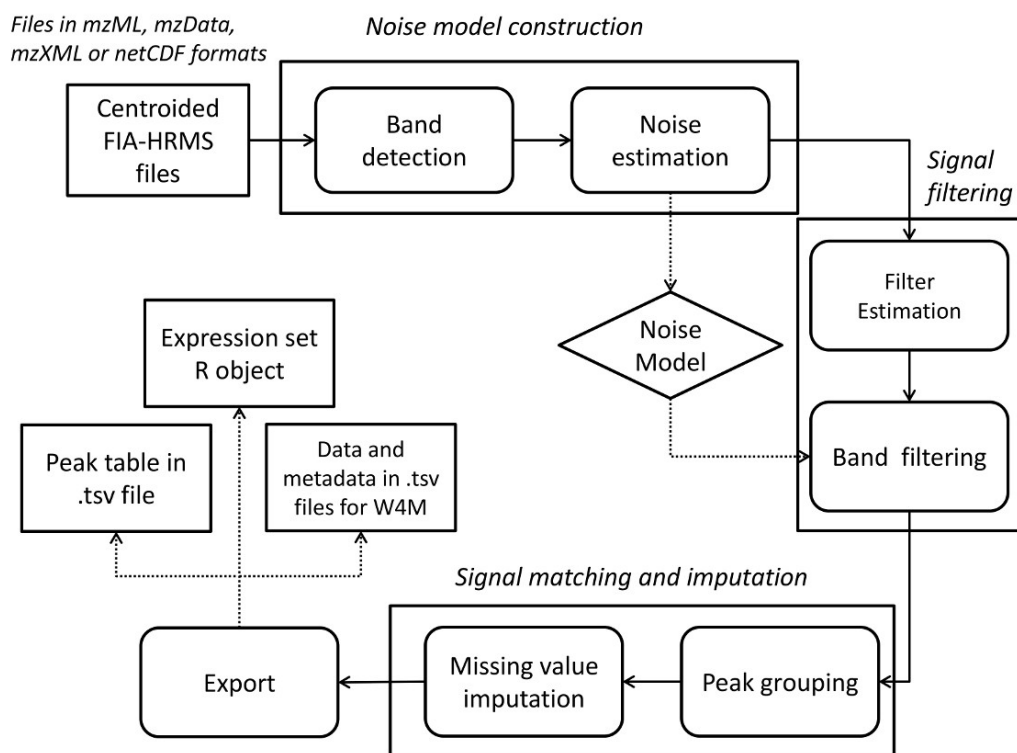 Files in mzML, mzData,
mzXML or netCDF formats
Noise model construction
Centroided
FIA-HRMS
files
Band
detection
Noise
estimation
Signal
filtering
Filter
Estimation
Noise
Model
Band filtering
Expression set
R object
Peak table in
.tsv file
Data and
metadata in .tsv
files for W4M
Signal matching and imputation
Export
Missing value
imputation
Peak grouping